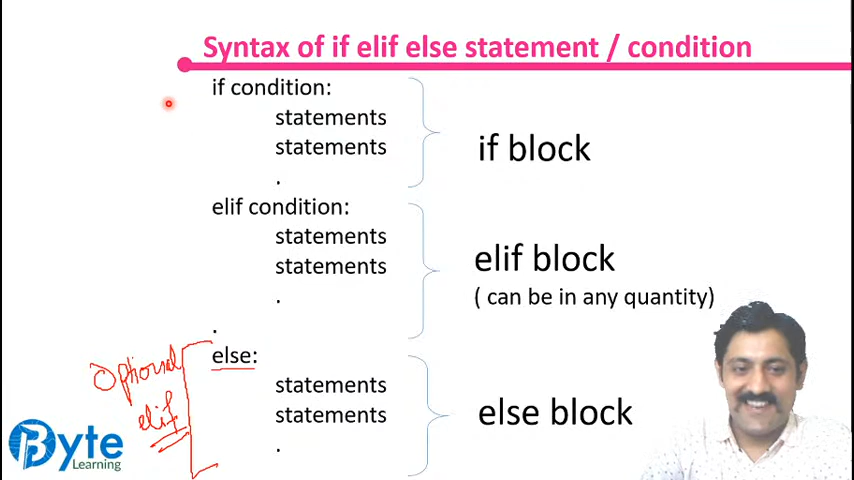 Syntax of if elif else statement / condition
if condition:
statements
statements
.
if block
elif condition:
statements
statements
.
elif block
( can be in any quantity)
.
else:
statements
statements
.
else block
Optional
elif
Byte
Learning